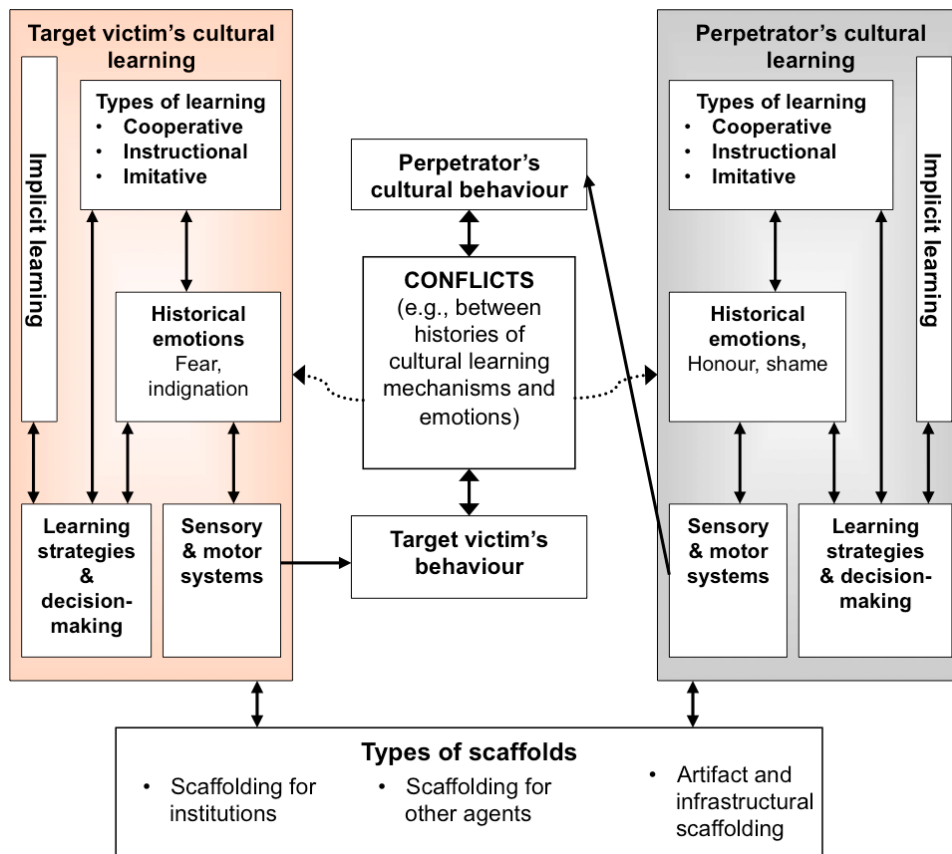 Target victim's cultural
learning
Implicit learning
Types of learning
• Cooperative
• Instructional
• Imitative
Historical
emotions
Fear,
indignation
Learning
strategies
&
decision-
making
Sensory
& motor
systems
Perpetrator's
cultural behaviour
CONFLICTS
(e.g., between
histories of
cultural learning
mechanisms and
emotions)
Target victim's
behaviour
Perpetrator's cultural
learning
Types of learning
• Cooperative
• Instructional
• Imitative
Implicit learning
Historical
emotions,
Honour, shame
Sensory
& motor
systems
Learning
strategies
& decision-
making
Types of scaffolds
• Scaffolding for
institutions
• Scaffolding for
other agents
• Artifact and
infrastructural
scaffolding